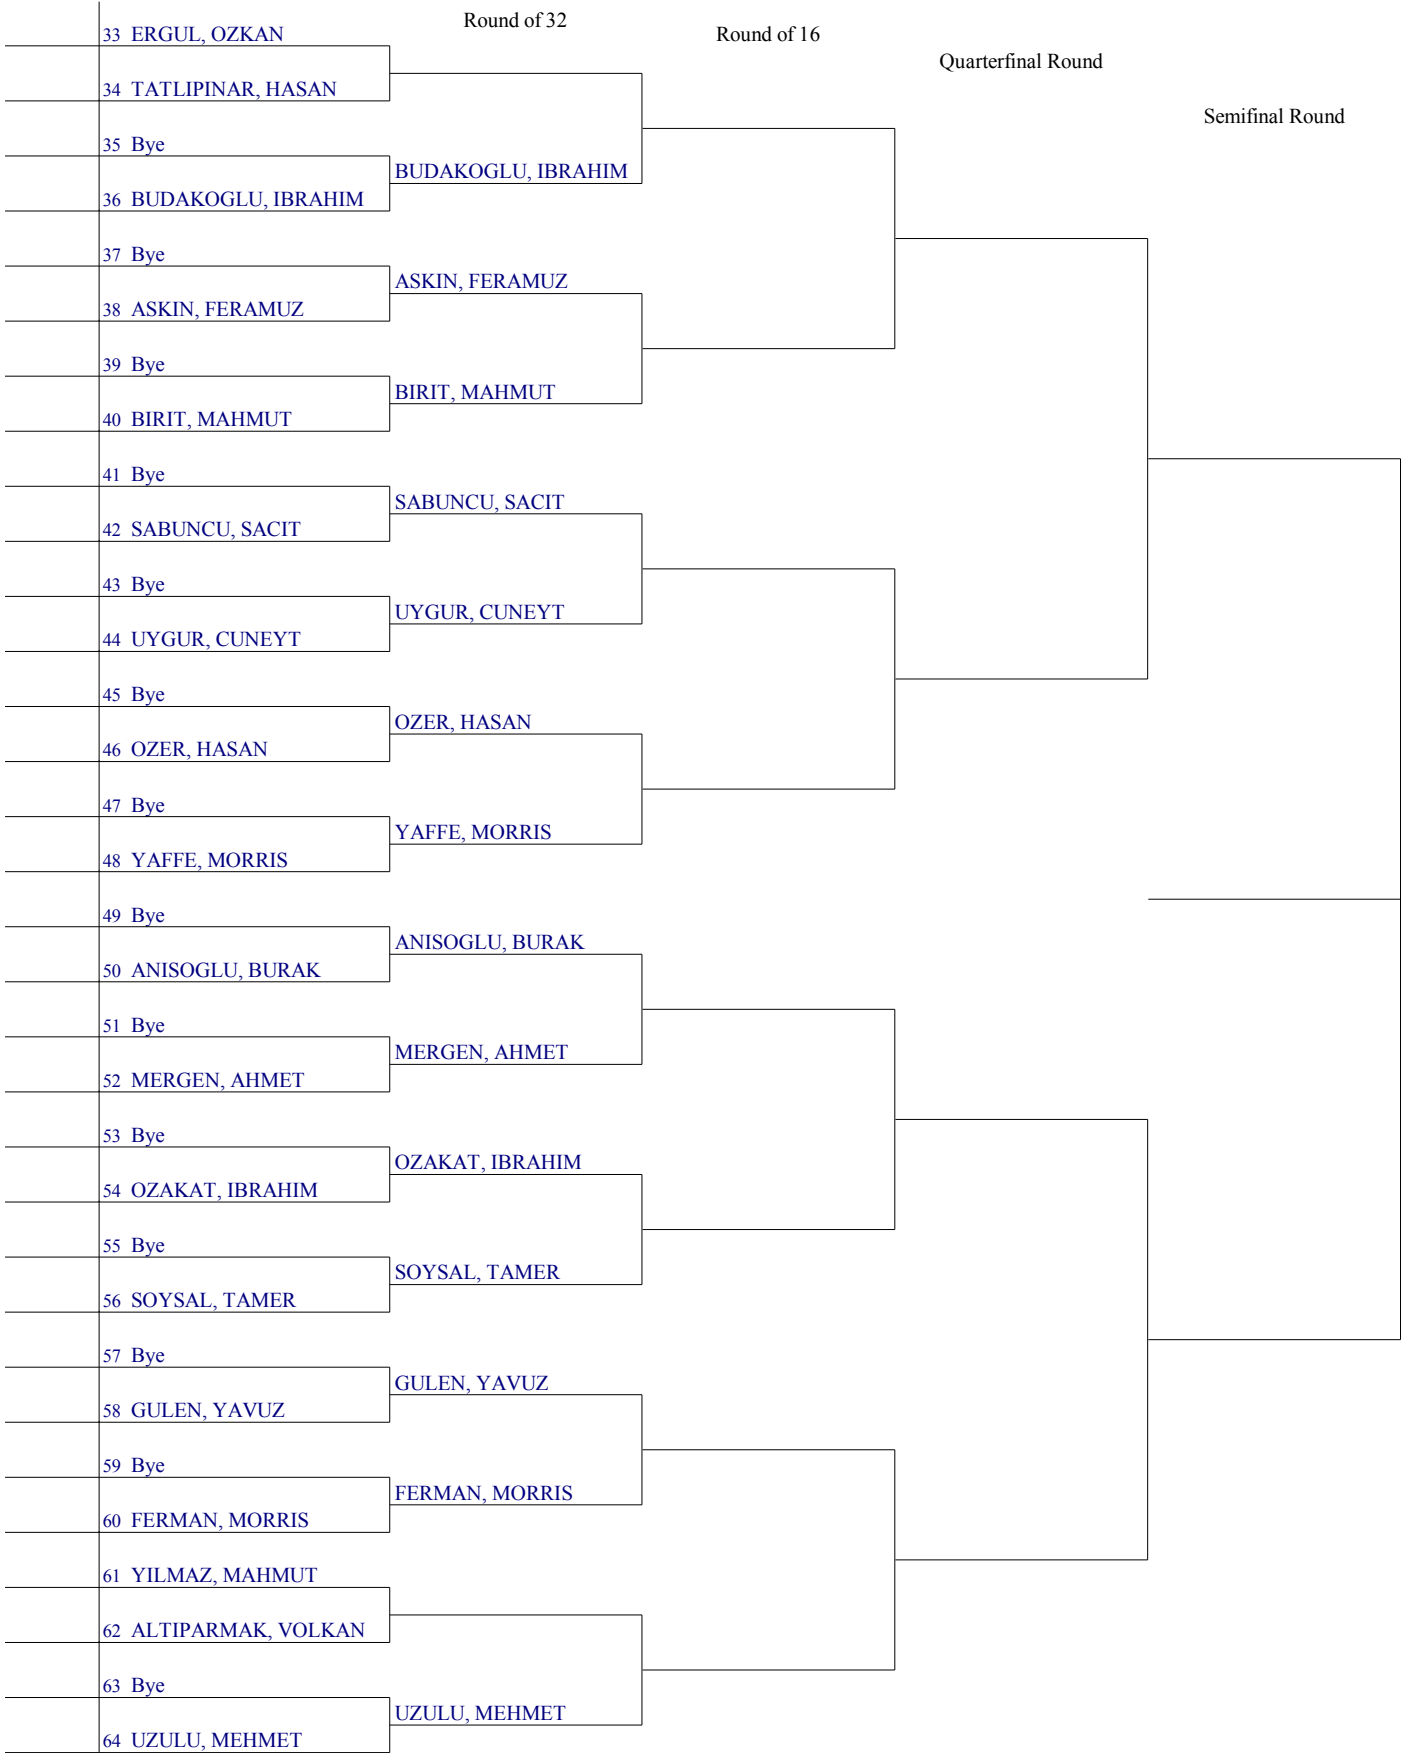 Round of 32
Round of 16
Quarterfinal Round
Semifinal Round
33 ERGUL, OZKAN
34 TATLIPINAR, HASAN
35 Bye
36 BUDAKOGLU, IBRAHIM
37 Bye
38 ASKIN, FERAMUZ
39 Bye
40 BIRIT, MAHMUT
41 Bye
42 SABUNCU, SACIT
43 Bye
44 UYGUR, CUNEYT
45 Bye
46 OZER, HASAN
47 Bye
48 YAFFE, MORRIS
49 Bye
50 ANISOGLU, BURAK
51 Bye
52 MERGEN, AHMET
53 Bye
54 OZAKAT, IBRAHIM
55 Bye
56 SOYSAL, TAMER
57 Bye
58 GULEN, YAVUZ
59 Bye
60 FERMAN, MORRIS
61 YILMAZ, MAHMUT
62 ALTIPARMAK, VOLKAN
63 Bye
64 UZULU, MEHMET
BUDAKOGLU, IBRAHIM
ASKIN, FERAMUZ
BIRIT, MAHMUT
SABUNCU, SACIT
UYGUR, CUNEYT
OZER, HASAN
YAFFE, MORRIS
ANISOGLU, BURAK
MERGEN, AHMET
OZAKAT, IBRAHIM
SOYSAL, TAMER
GULEN, YAVUZ
FERMAN, MORRIS
UZULU, MEHMET